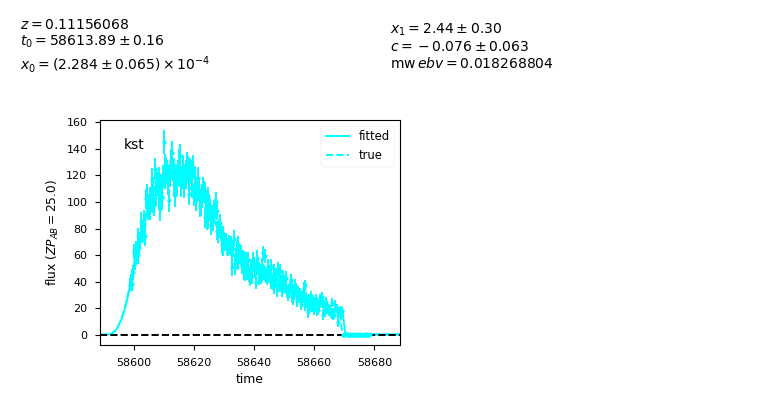 z = 0.11156068
t₀ = 58613.89 ± 0.16
x₀ = (2.284 ± 0.065) × 10⁻⁴
x₁ = 2.44 ± 0.30
c = −0.076 ± 0.063
mw ebv = 0.018268804
160
140
120
100
80
60
40
20
0
flux (ZP_AB = 25.0)
kst
fitted
true
58600 58620 58640 58660 58680
time